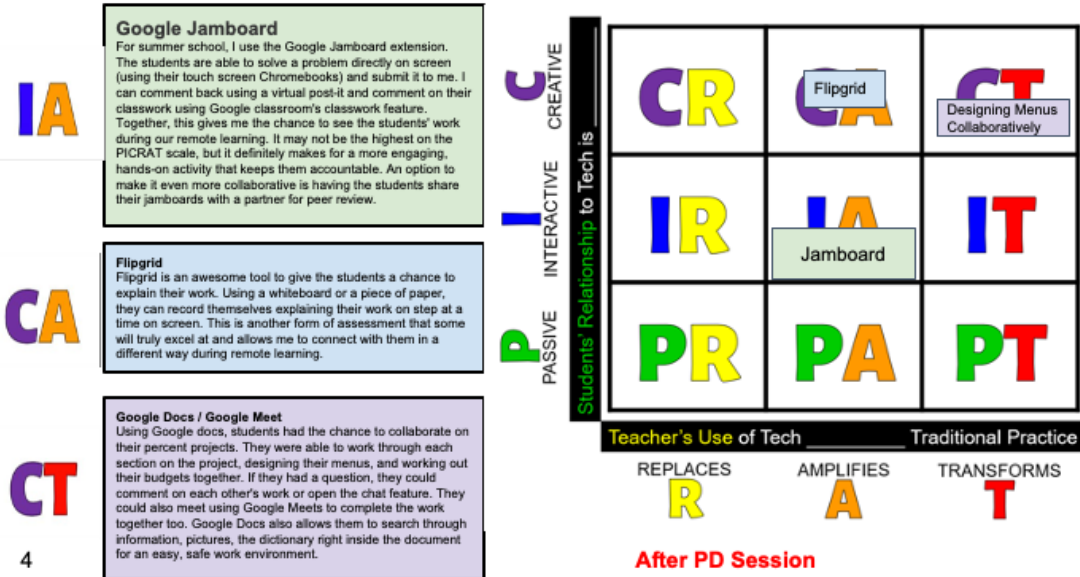 IA
Google Jamboard
For summer school, I use the Google Jamboard extension.
The students are able to solve a problem directly on screen
(using their touch screen Chromebooks) and submit it to me. I
can comment back using a virtual post-it and comment on their
classwork using Google classroom's classwork feature.
Together, this gives me the chance to see the students' work
during our remote learning. It may not be the highest on the
PICRAT scale, but it definitely makes for a more engaging,
hands-on activity that keeps them accountable. An option to
make it even more collaborative is having the students share
their jamboards with a partner for peer review.
CA
Flipgrid
Flipgrid is an awesome tool to give the students a chance to
explain their work. Using a whiteboard or a piece of paper,
they can record themselves explaining their work on step at a
time on screen. This is another form of assessment that some
will truly excel at and allows me to connect with them in a
different way during remote learning.
CT
Google Docs / Google Meet
Using Google docs, students had the chance to collaborate on
their percent projects. They were able to work through each
section on the project, designing their menus, and working out
their budgets together. If they had a question, they could
comment on each other's work or open the chat feature. They
could also meet using Google Meets to complete the work
together too. Google Docs also allows them to search through
information, pictures, the dictionary right inside the document
for an easy, safe work environment.
4
C
CREATIVE
I
INTERACTIVE
P
PASSIVE
Students' Relationship to Tech is ________
CR
CA
Flipgrid
CT
Designing Menus
Collaboratively
IR
IA
Jamboard
IT
PR
PA
PT
Teacher's Use of Tech _________ Traditional Practice
REPLACES
R
AMPLIFIES
A
TRANSFORMS
T
After PD Session